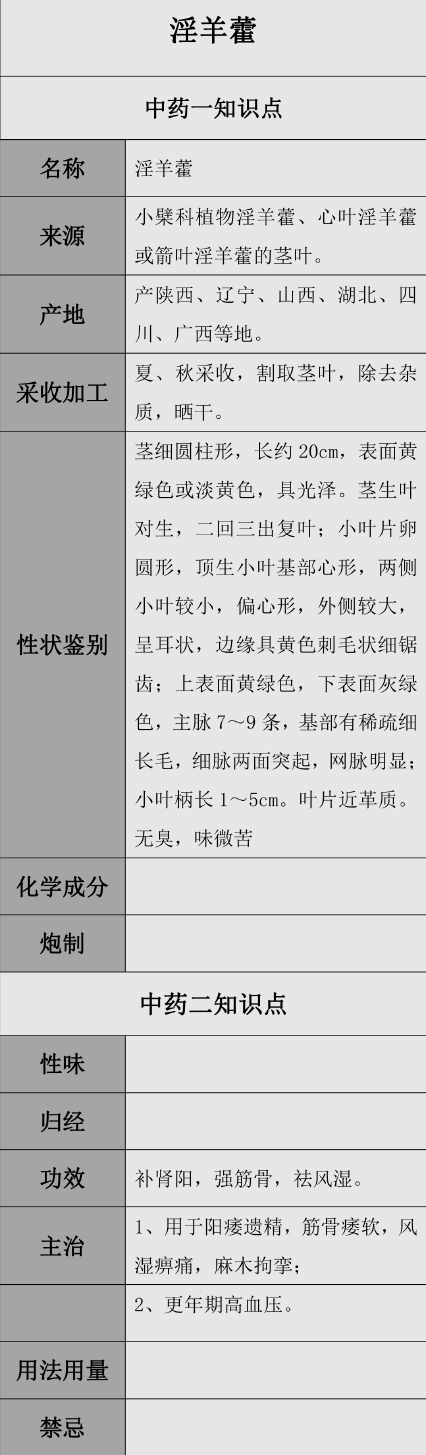 淫羊藿
中药一知识点
名称
淫羊藿
来源
小檗科植物淫羊藿、心叶淫羊藿
或箭叶淫羊藿的茎叶。
产地
产陕西、辽宁、山西、湖北、四
川、广西等地。
采收加工
夏、秋采收，割取茎叶，除去杂
质，晒干。
性状鉴别
茎细圆柱形，长约 20cm，表面黄
绿色或淡黄色，具光泽。茎生叶
对生，二回三出复叶；小叶片卵
圆形，顶生小叶基部心形，两侧
小叶较小，偏心形，外侧较大，
呈耳状，边缘具黄色刺毛状细锯
齿；上表面黄绿色，下表面灰绿
色，主脉 7～9 条，基部有稀疏细
长毛，细脉两面突起，网脉明显；
小叶柄长 1～5cm。叶片近革质。
无臭，味微苦
化学成分
炮制
中药二知识点
性味
归经
功效
补肾阳，强筋骨，祛风湿。
主治
1、用于阳痿遗精，筋骨痿软，风
湿痹痛，麻木拘挛；
2、更年期高血压。
用法用量
禁忌